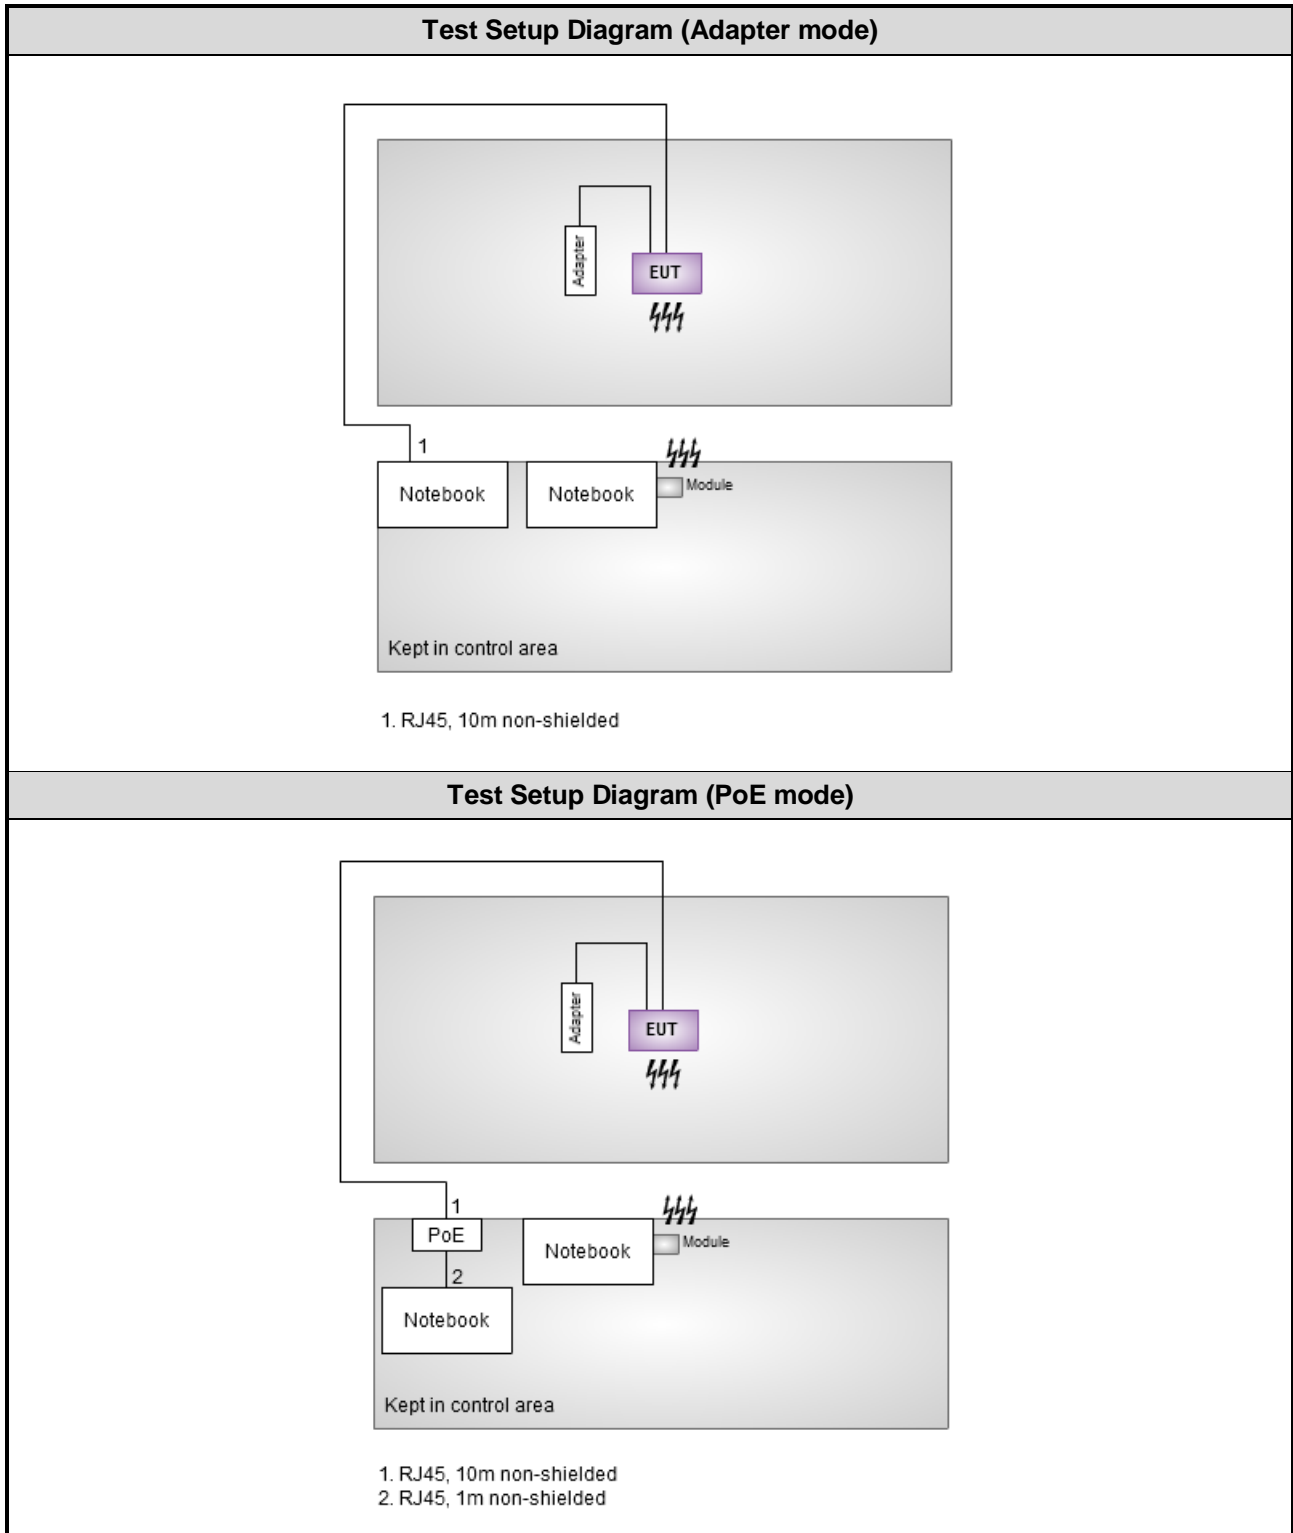 Test Setup Diagram (Adapter mode)
Adapter
EUT
1
Notebook
Notebook
Module
Kept in control area
1. RJ45, 10m non-shielded
Test Setup Diagram (PoE mode)
Adapter
EUT
1
PoE
Notebook
Module
2
Notebook
Kept in control area
1. RJ45, 10m non-shielded
2. RJ45, 1m non-shielded